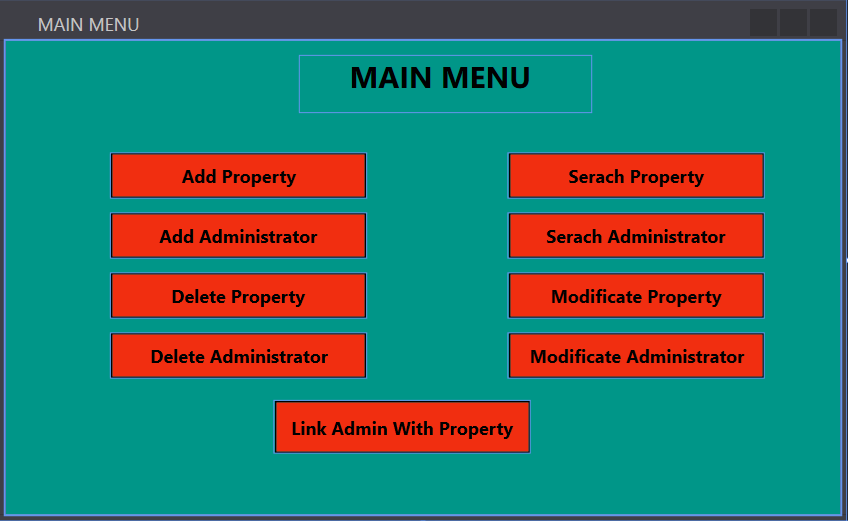 MAIN MENU
MAIN MENU
Add Property
Serach Property
Add Administrator
Serach Administrator
Delete Property
Modificate Property
Delete Administrator
Modificate Administrator
Link Admin With Property